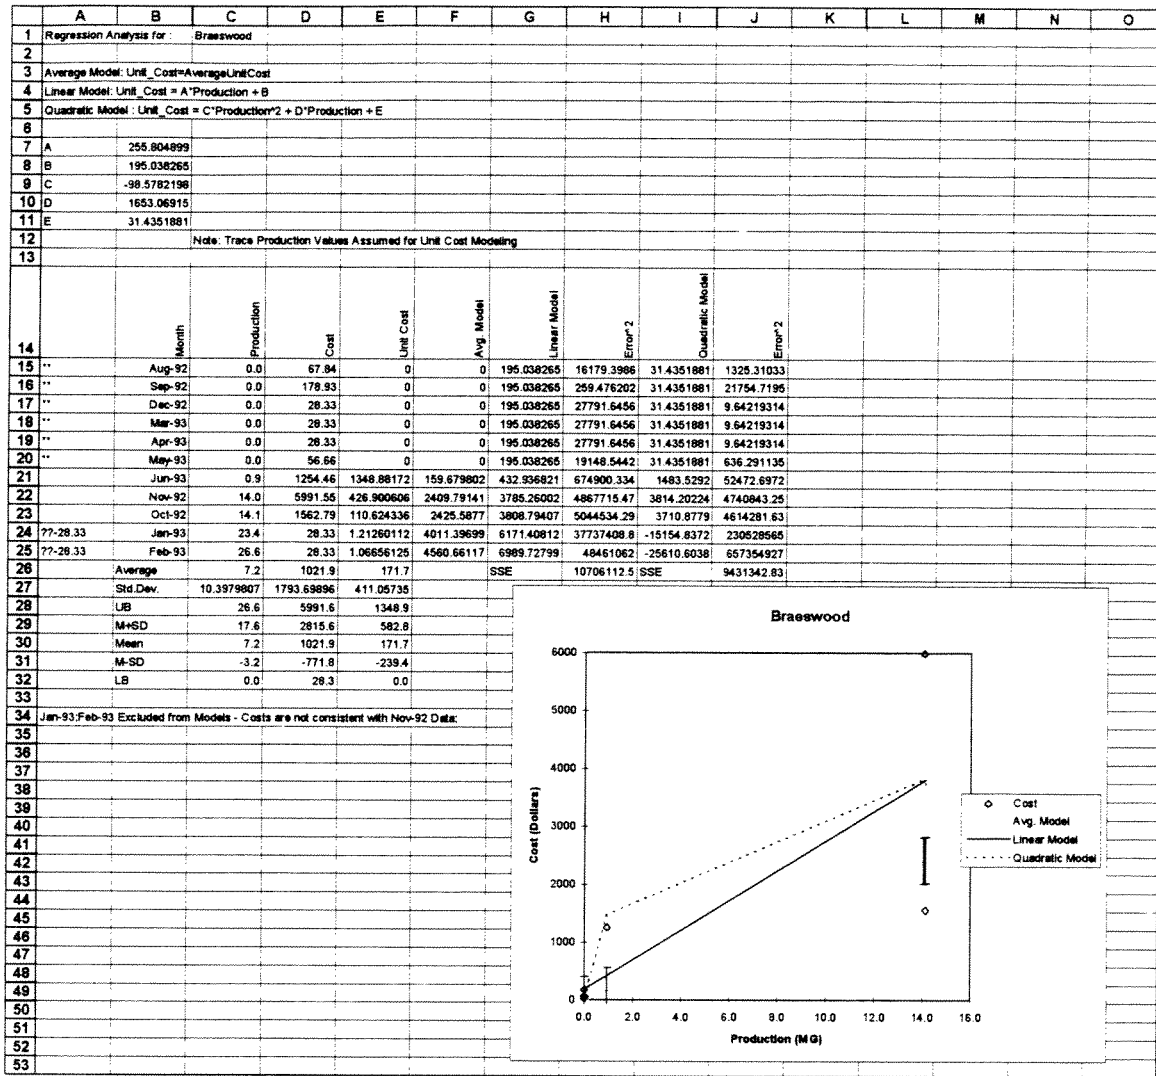 A B C D E F G H I J K L M N O
1 Regression Analysis for : Braeswood
2
3 Average Model: Unit_Cost=AverageUnitCost
4 Linear Model: Unit_Cost = A*Production + B
5 Quadratic Model : Unit_Cost = C*Production^2 + D*Production + E
6
7 A 255.804899
8 B 195.038265
9 C -98.5782198
10 D 1653.06915
11 E 31.4351881
12 Note: Trace Production Values Assumed for Unit Cost Modeling
13
14 Month Production Cost Unit Cost Avg. Model Linear Model Error^2 Quadratic Model Error^2
15 ** Aug-92 0.0 67.84 0 0 195.038265 16179.3986 31.4351881 1325.31033
16 ** Sep-92 0.0 178.93 0 0 195.038265 259.476202 31.4351881 21754.7195
17 ** Dec-92 0.0 28.33 0 0 195.038265 27791.6456 31.4351881 9.64219314
18 ** Mar-93 0.0 28.33 0 0 195.038265 27791.6456 31.4351881 9.64219314
19 ** Apr-93 0.0 28.33 0 0 195.038265 27791.6456 31.4351881 9.64219314
20 ** May-93 0.0 56.66 0 0 195.038265 19148.5442 31.4351881 636.291135
21 Jun-93 0.9 1254.46 1348.88172 159.679802 432.936821 674900.334 1483.5292 52472.6972
22 Nov-92 14.0 5991.55 426.900606 2409.79141 3785.26002 4867715.47 3814.20224 4740843.25
23 Oct-92 14.1 1562.79 110.624336 2425.5877 3808.79407 5044534.29 3710.8779 4614281.63
24 ??-28.33 Jan-93 23.4 28.33 1.21260112 4011.39699 6171.40812 37737408.8 -15154.8372 230528565
25 ??-28.33 Feb-93 26.6 28.33 1.06656125 4560.66117 6989.72799 48461062 -25610.6038 657354927
26 Average 7.2 1021.9 171.7 SSE 10706112.5 SSE 9431342.83
27 Std.Dev. 10.3979807 1793.69896 411.05735
28 UB 26.6 5991.6 1348.9
29 M+SD 17.6 2815.6 582.8
30 Mean 7.2 1021.9 171.7
31 M-SD -3.2 -771.8 -239.4
32 LB 0.0 28.3 0.0
33
34 Jan-93;Feb-93 Excluded from Models - Costs are not consistent with Nov-92 Data;
35
36
37
38
39
40
41
42
43
44
45
46
47
48
49
50
51
52
53
Braeswood
Cost (Dollars)
6000
5000
4000
3000
2000
1000
0
0.0 2.0 4.0 6.0 8.0 10.0 12.0 14.0 16.0
Production (MG)
Cost
Avg. Model
Linear Model
Quadratic Model